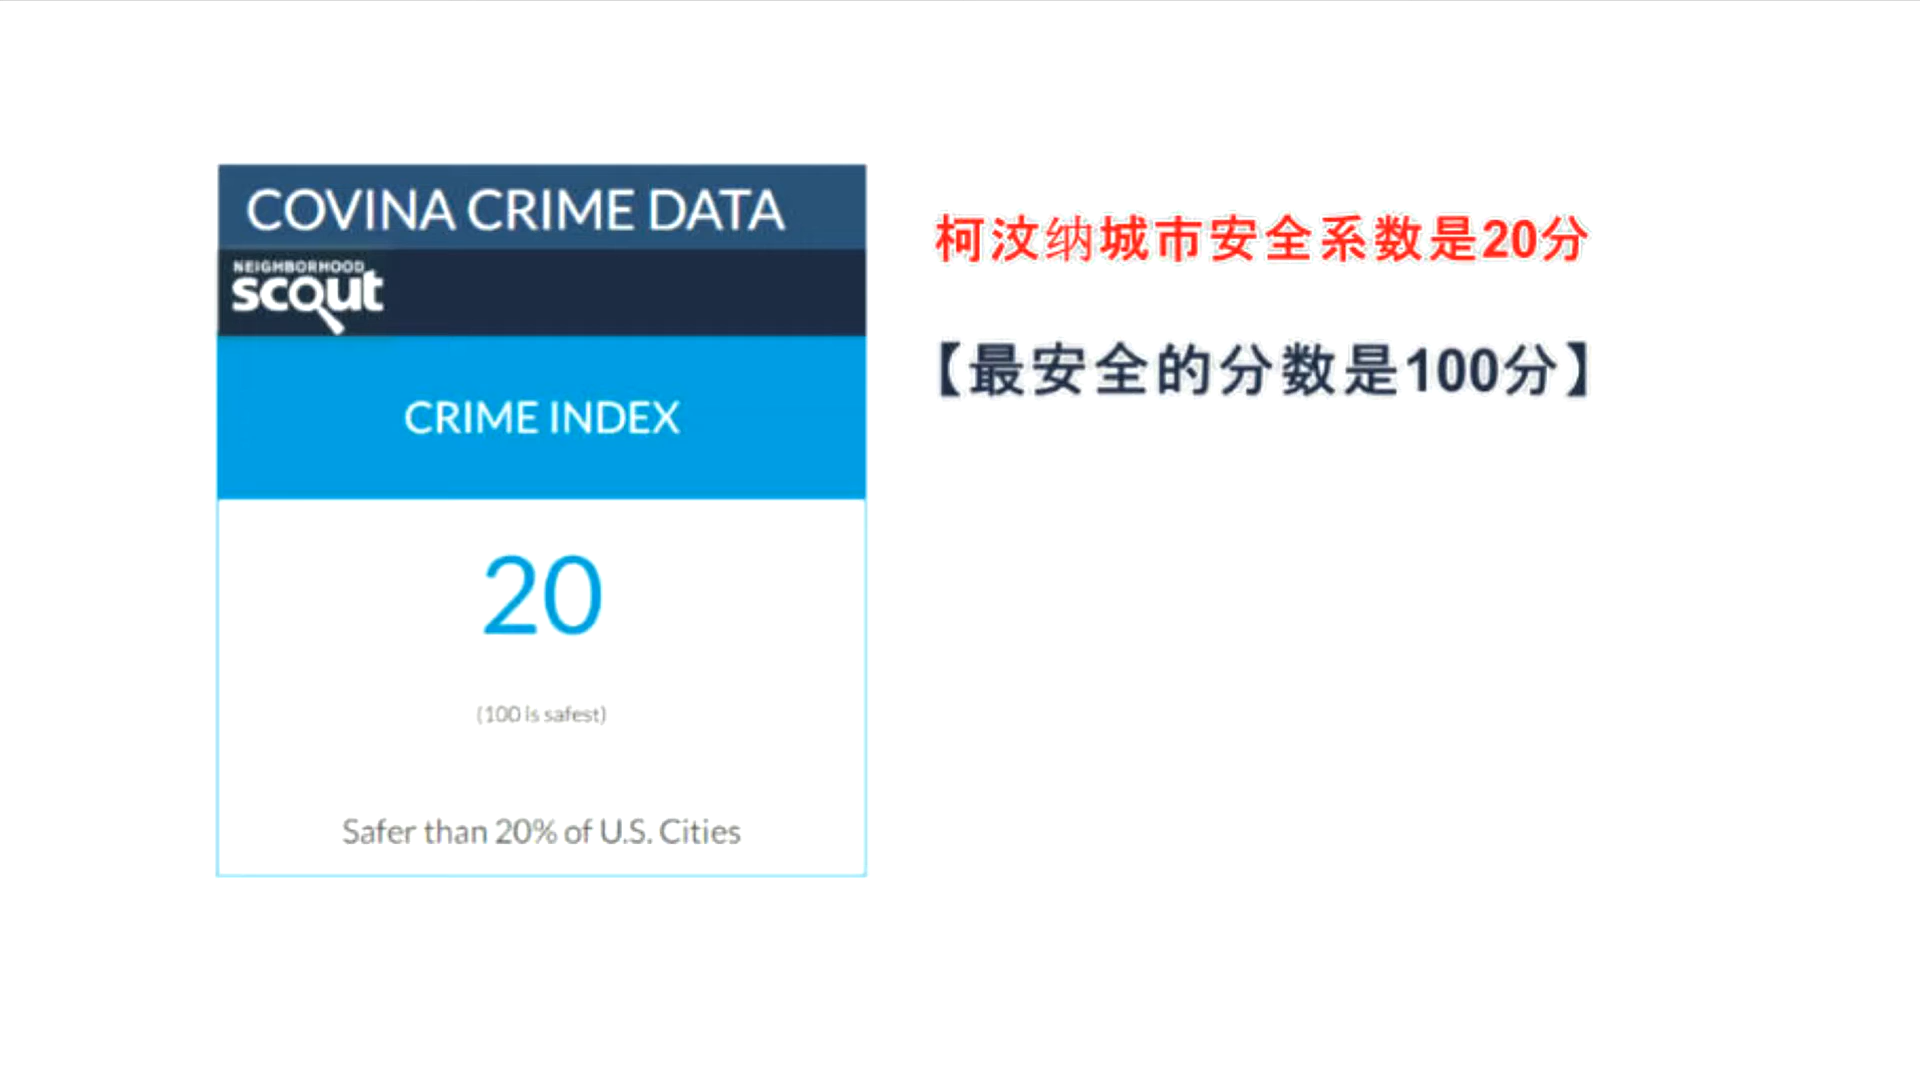 COVINA CRIME DATA
NEIGHBORHOOD
scout
CRIME INDEX
20
(100 is safest)
Safer than 20% of U.S. Cities
柯汶纳城市安全系数是20分
【最安全的分数是100分】